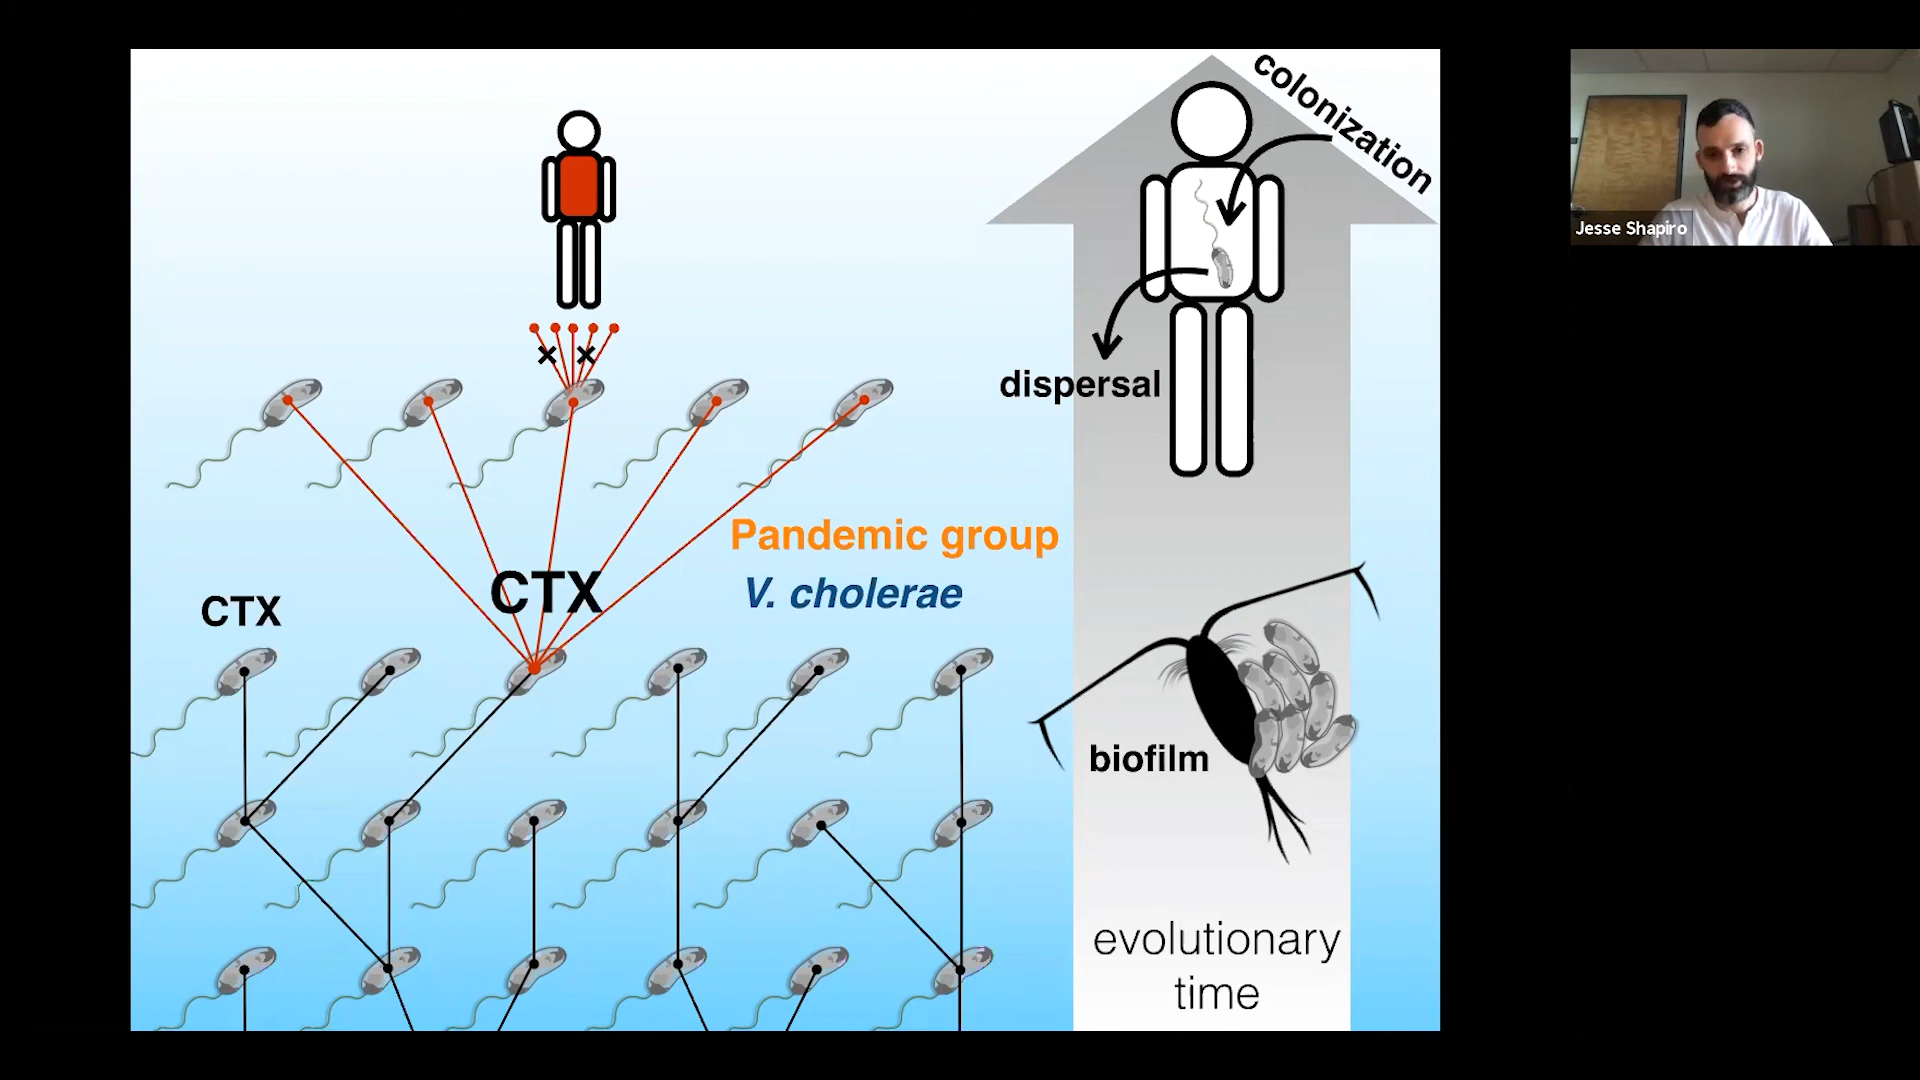 colonization
Jesse Shapiro
× ×
dispersal
Pandemic group
CTX
V. cholerae
CTX
biofilm
evolutionary
time